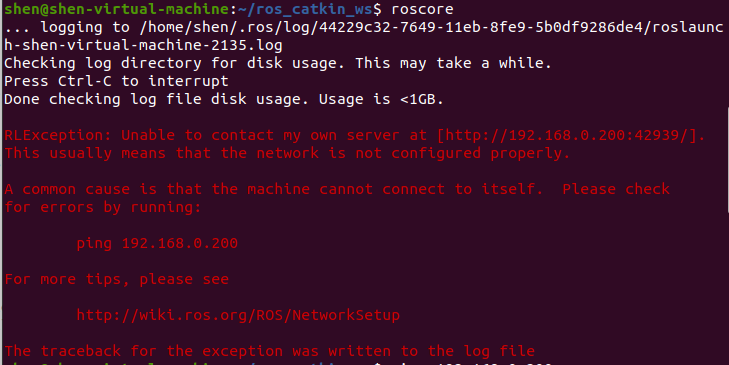 shen@shen-virtual-machine:~/ros_catkin_ws$ roscore
... logging to /home/shen/.ros/log/44229c32-7649-11eb-8fe9-5b0df9286de4/roslaunc
h-shen-virtual-machine-2135.log
Checking log directory for disk usage. This may take a while.
Press Ctrl-C to interrupt
Done checking log file disk usage. Usage is <1GB.
RLException: Unable to contact my own server at [http://192.168.0.200:42939/].
This usually means that the network is not configured properly.
A common cause is that the machine cannot connect to itself.  Please check
for errors by running:
ping 192.168.0.200
For more tips, please see
http://wiki.ros.org/ROS/NetworkSetup
The traceback for the exception was written to the log file